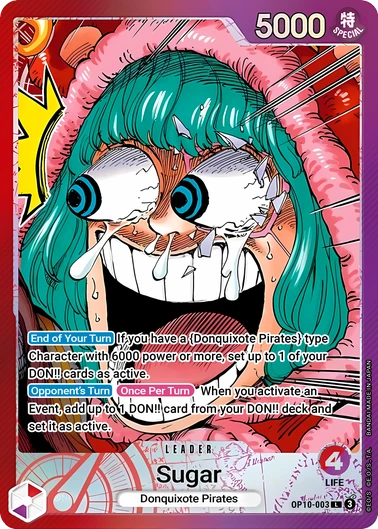 5000
特
SPECIAL
End of Your Turn If you have a {Donquixote Pirates} type
Character with 6000 power or more, set up to 1 of your
DON!! cards as active.
Opponent's Turn Once Per Turn When you activate an
Event, add up to 1 DON!! card from your DON!! deck and
set it as active.
LEADER
Sugar
Donquixote Pirates
4
LIFE
OP10-003 L 3
BANDAI MADE IN JAPAN